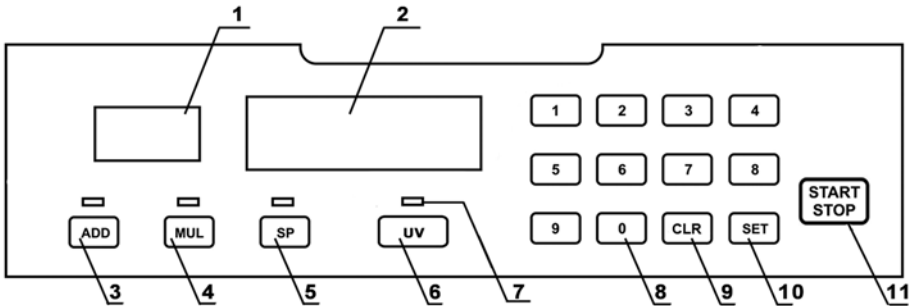 1 2
1 2 3 4
5 6 7 8
START
STOP
ADD MUL SP UV 9 0 CLR SET
3 4 5 6 7 8 9 10 11